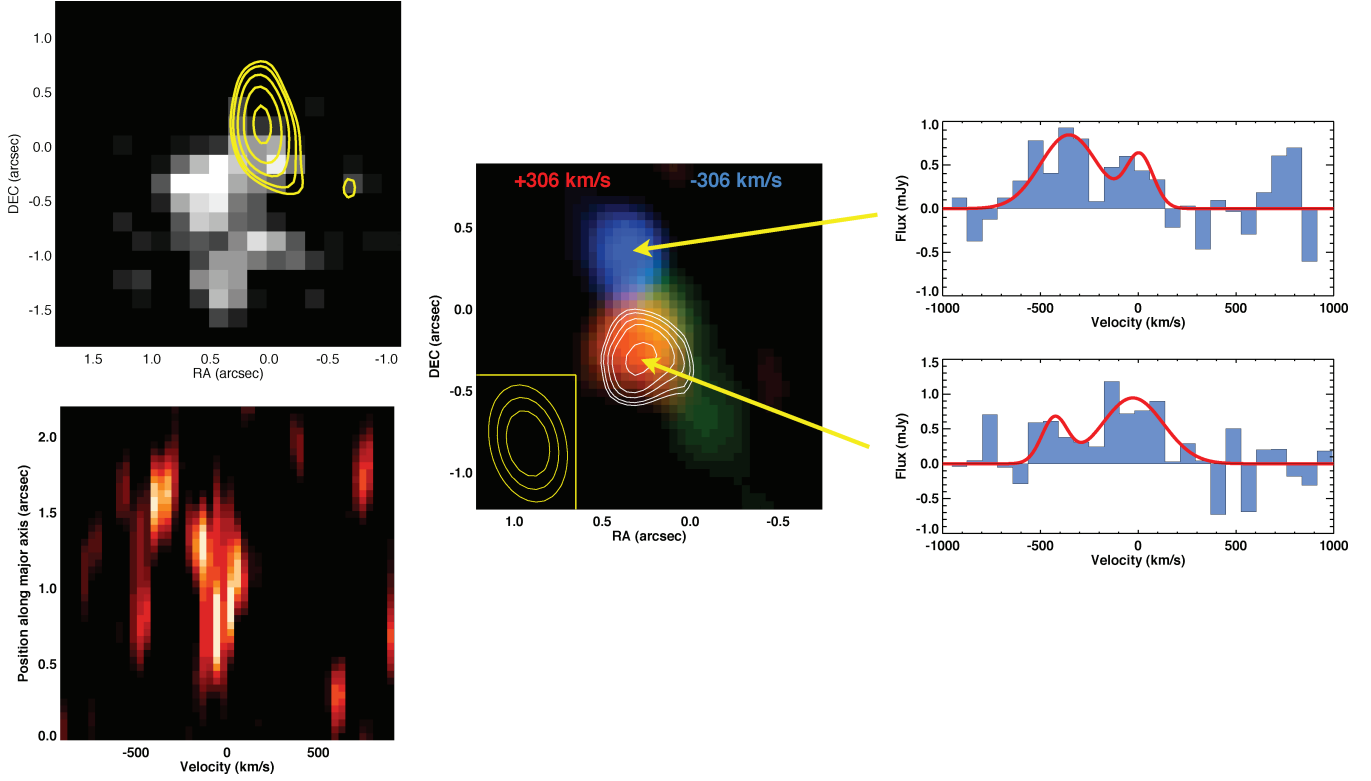 1.0
0.5
0.0
-0.5
-1.0
-1.5
DEC (arcsec)
1.5 1.0 0.5 0.0 -0.5 -1.0
RA (arcsec)
2.0
1.5
1.0
0.5
0.0
Position along major axis (arcsec)
-500 0 500
Velocity (km/s)
+306 km/s -306 km/s
0.5
0.0
-0.5
-1.0
DEC (arcsec)
1.0 0.5 0.0 -0.5
RA (arcsec)
1.0
0.5
0.0
-0.5
-1.0
Flux (mJy)
-1000 -500 0 500 1000
Velocity (km/s)
1.5
1.0
0.5
0.0
-0.5
-1.0
Flux (mJy)
-1000 -500 0 500 1000
Velocity (km/s)